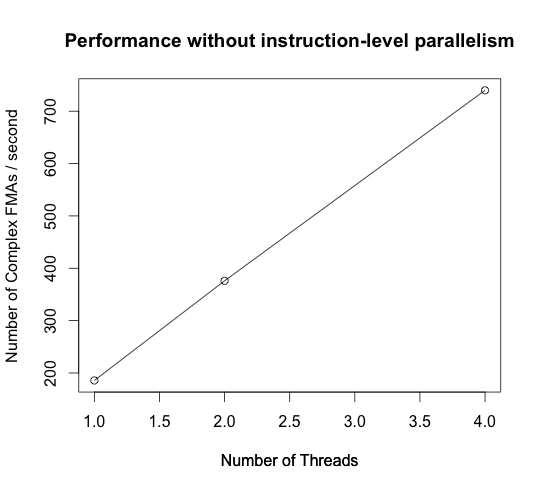 Performance without instruction-level parallelism
Number of Complex FMAs / second
700
600
500
400
300
200
1.0 1.5 2.0 2.5 3.0 3.5 4.0
Number of Threads